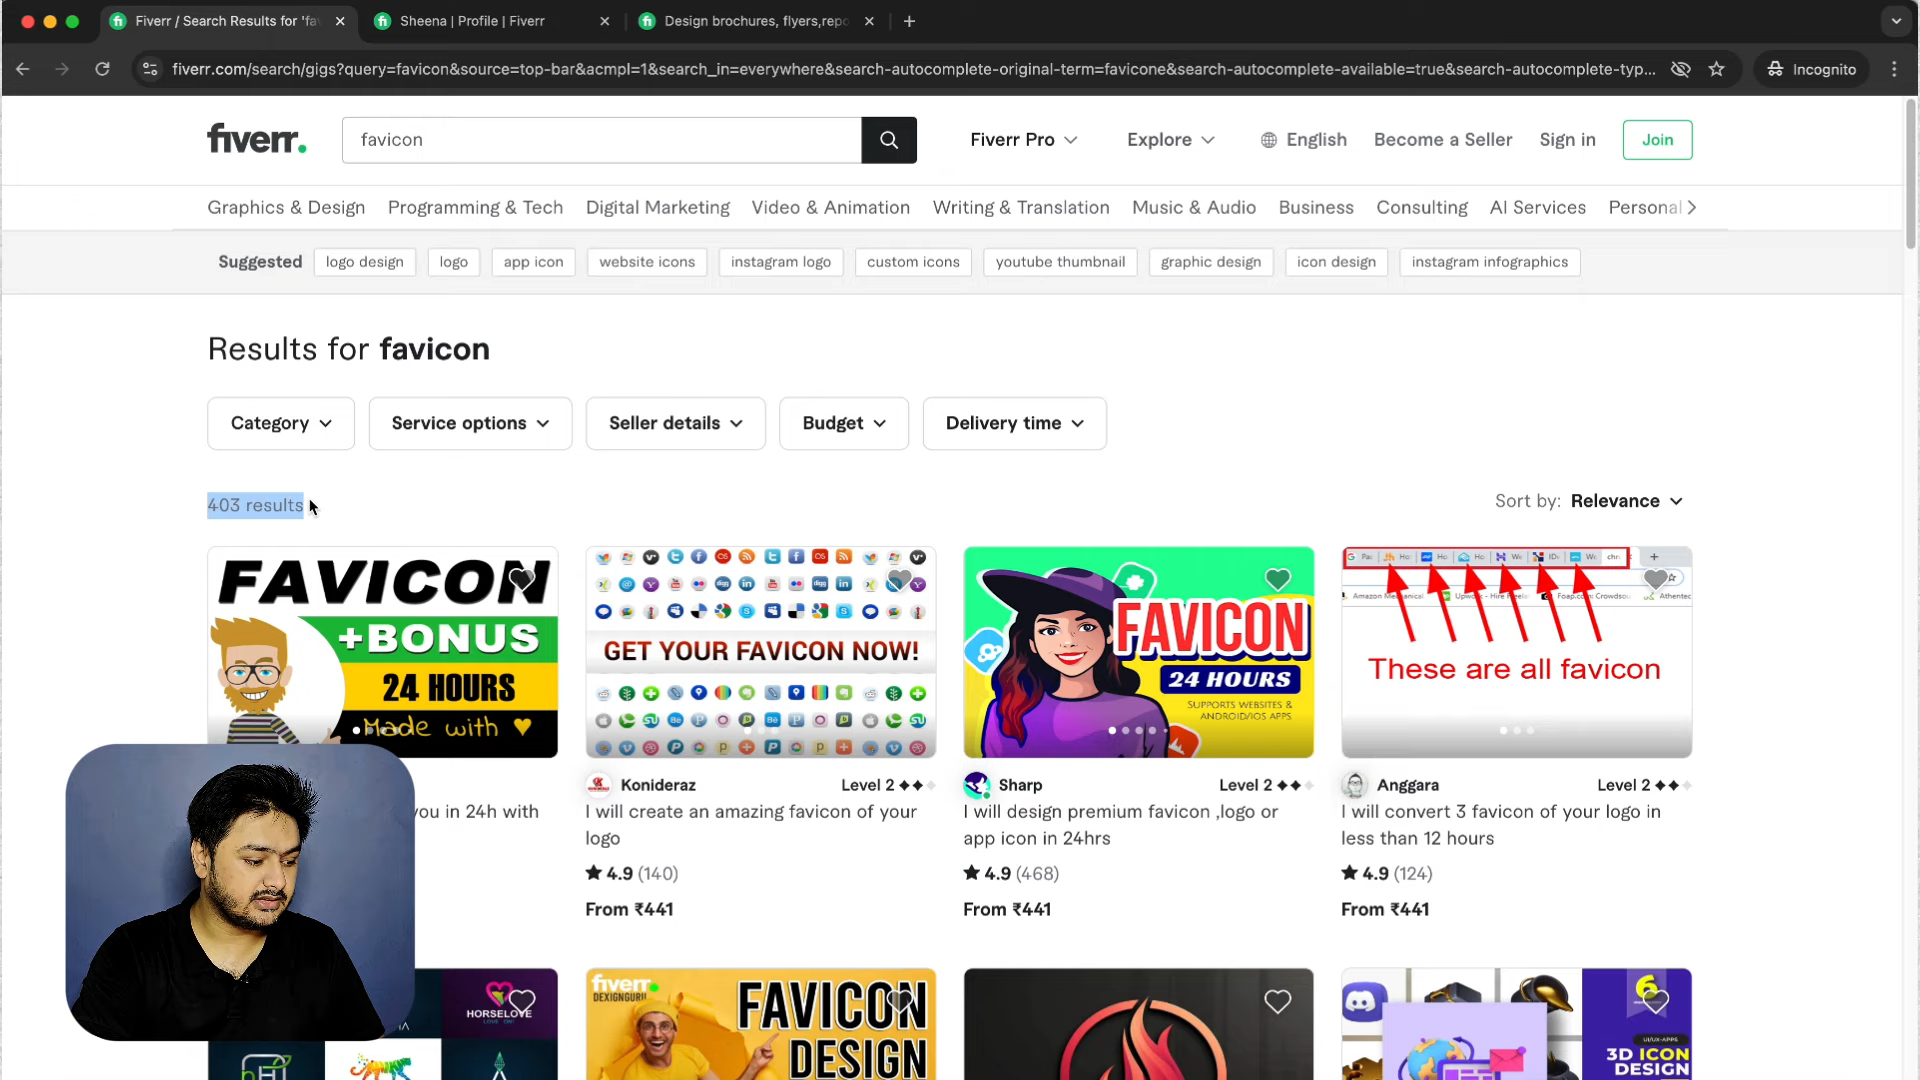 Fiverr / Search Results for 'fav
Sheena | Profile | Fiverr
Design brochures, flyers,repo
fiverr.com/search/gigs?query=favicon&source=top-bar&acmpl=1&search_in=everywhere&search-autocomplete-original-term=favicone&search-autocomplete-available=true&search-autocomplete-typ...
Incognito
fiverr.
favicon
Fiverr Pro
Explore
English
Become a Seller
Sign in
Join
Graphics & Design
Programming & Tech
Digital Marketing
Video & Animation
Writing & Translation
Music & Audio
Business
Consulting
AI Services
Personal
Suggested
logo design
logo
app icon
website icons
instagram logo
custom icons
youtube thumbnail
graphic design
icon design
instagram infographics
Results for favicon
Category
Service options
Seller details
Budget
Delivery time
403 results
Sort by: Relevance
FAVICON
+BONUS
24 HOURS
Made with
GET YOUR FAVICON NOW!
FAVICON
24 HOURS
SUPPORTS WEBSITES &
ANDROID/IOS APPS
Amazon Mechanical
These are all favicon
you in 24h with
Konideraz
Level 2
I will create an amazing favicon of your
logo
4.9 (140)
From ₹441
Sharp
Level 2
I will design premium favicon ,logo or
app icon in 24hrs
4.9 (468)
From ₹441
Anggara
Level 2
I will convert 3 favicon of your logo in
less than 12 hours
4.9 (124)
From ₹441
HORSELOVE
fiverr.
DEXIGNGURU
FAVICON
DESIGN
6
UI/UX-APPS
3D ICON
DESIGN